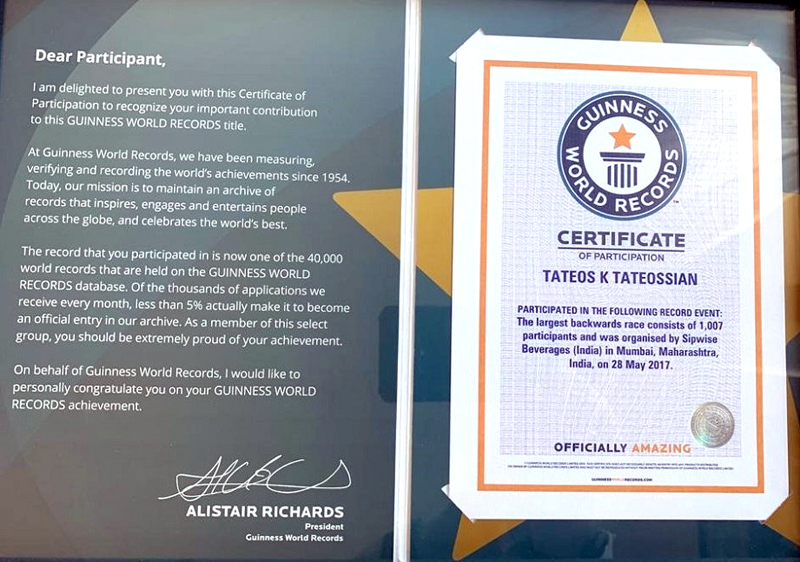 Dear Participant,
I am delighted to present you with this Certificate of
Participation to recognize your important contribution
to this GUINNESS WORLD RECORDS title.
At Guinness World Records, we have been measuring,
verifying and recording the world's achievements since 1954.
Today, our mission is to maintain an archive of
records that inspires, engages and entertains people
across the globe, and celebrates the world's best.
The record that you participated in is now one of the 40,000
world records that are held on the GUINNESS WORLD
RECORDS database. Of the thousands of applications we
receive every month, less than 5% actually make it to become
an official entry in our archive. As a member of this select
group, you should be extremely proud of your achievement.
On behalf of Guinness World Records, I would like to
personally congratulate you on your GUINNESS WORLD
RECORDS achievement.
ALISTAIR RICHARDS
President
Guinness World Records
GUINNESS
WORLD RECORDS
™
CERTIFICATE
OF PARTICIPATION
TATEOS K TATEOSSIAN
PARTICIPATED IN THE FOLLOWING RECORD EVENT:
The largest backwards race consists of 1,007
participants and was organised by Sipwise
Beverages (India) in Mumbai, Maharashtra,
India, on 28 May 2017.
OFFICIALLY AMAZING
GUINNESSWORLDRECORDS.COM